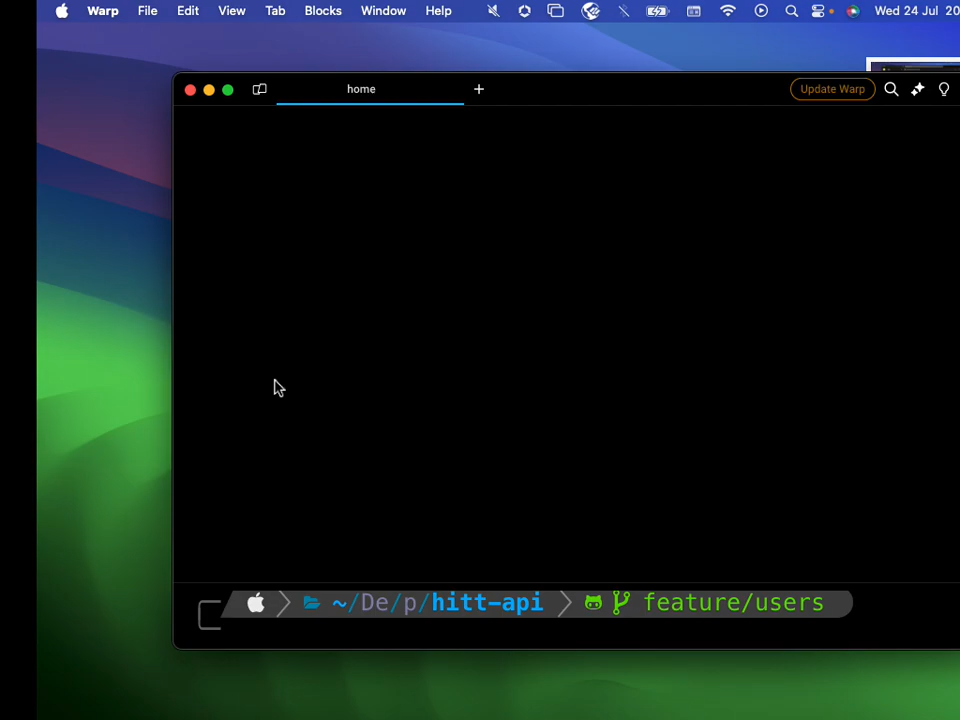 Warp File Edit View Tab Blocks Window Help Wed 24 Jul 20
home + Update Warp
~/De/p/hitt-api feature/users